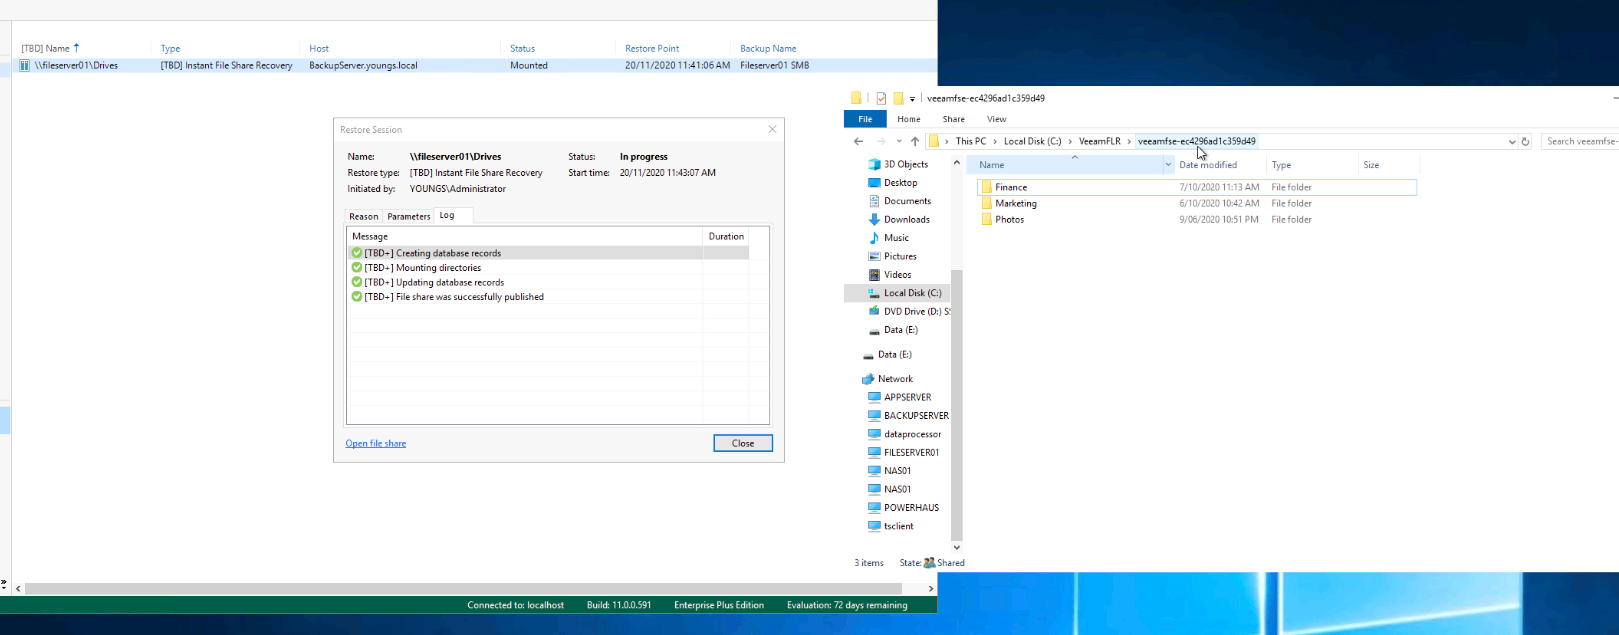 [TBD] Name Type Host Status Restore Point Backup Name
\\fileserver01\Drives [TBD] Instant File Share Recovery BackupServer.youngs.local Mounted 20/11/2020 11:41:06 AM Fileserver01 SMB
Restore Session
Name: \\fileserver01\Drives Status: In progress
Restore type: [TBD] Instant File Share Recovery Start time: 20/11/2020 11:43:07 AM
Initiated by: YOUNGS\Administrator
Reason Parameters Log
Message Duration
[TBD+] Creating database records
[TBD+] Mounting directories
[TBD+] Updating database records
[TBD+] File share was successfully published
Open file share Close
veeamfse-ec4296ad1c359d49
File Home Share View
This PC Local Disk (C:) VeeamFLR veeamfse-ec4296ad1c359d49 Search veeamfse-
Name Date modified Type Size
Finance 7/10/2020 11:13 AM File folder
Marketing 6/10/2020 10:42 AM File folder
Photos 9/06/2020 10:51 PM File folder
3D Objects
Desktop
Documents
Downloads
Music
Pictures
Videos
Local Disk (C:)
DVD Drive (D:) S
Data (E:)
Data (E:)
Network
APPSERVER
BACKUPSERVER
dataprocessor
FILESERVER01
NAS01
NAS01
POWERHAUS
tsclient
3 items State: Shared
Connected to: localhost Build: 11.0.0.591 Enterprise Plus Edition Evaluation: 72 days remaining